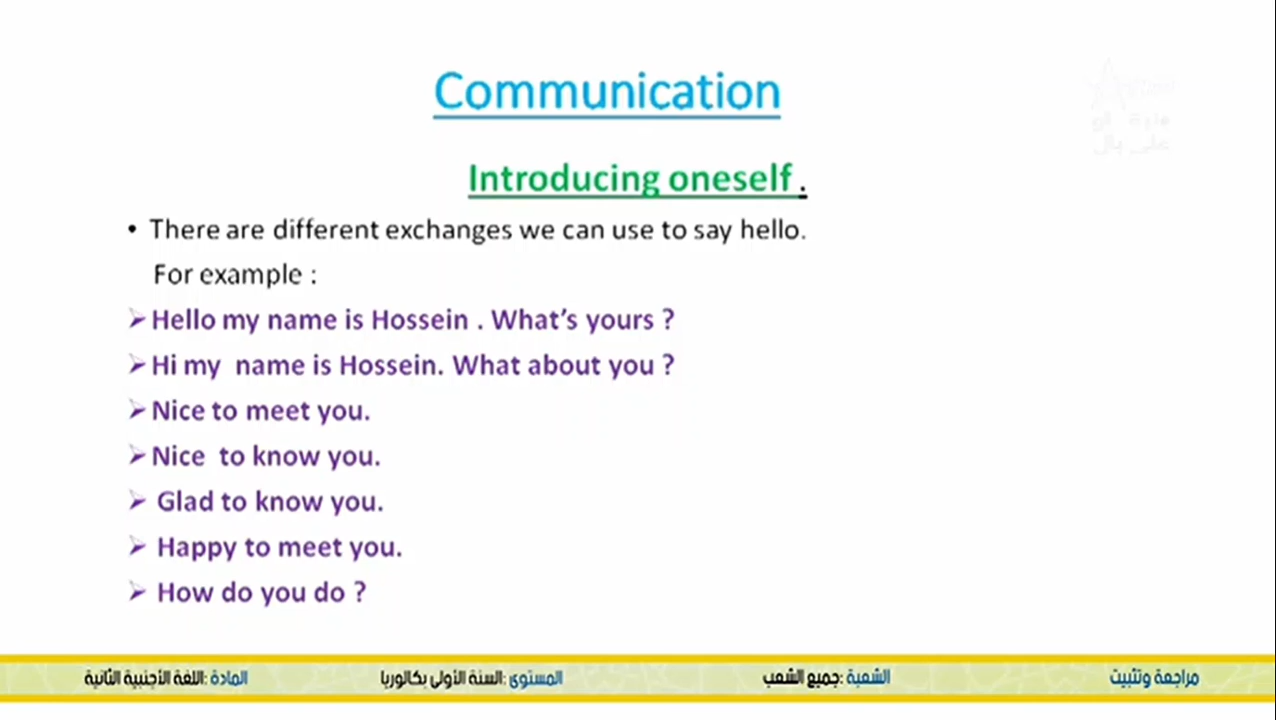 Communication
Introducing oneself .
• There are different exchanges we can use to say hello.
For example :
➢Hello my name is Hossein . What’s yours ?
➢Hi my name is Hossein. What about you ?
➢Nice to meet you.
➢Nice to know you.
➢ Glad to know you.
➢ Happy to meet you.
➢ How do you do ?
مراجعة وتثبيت الشعبة :جميع الشعب المستوى :السنة الأولى بكالوريا المادة :اللغة الأجنبية الثانية